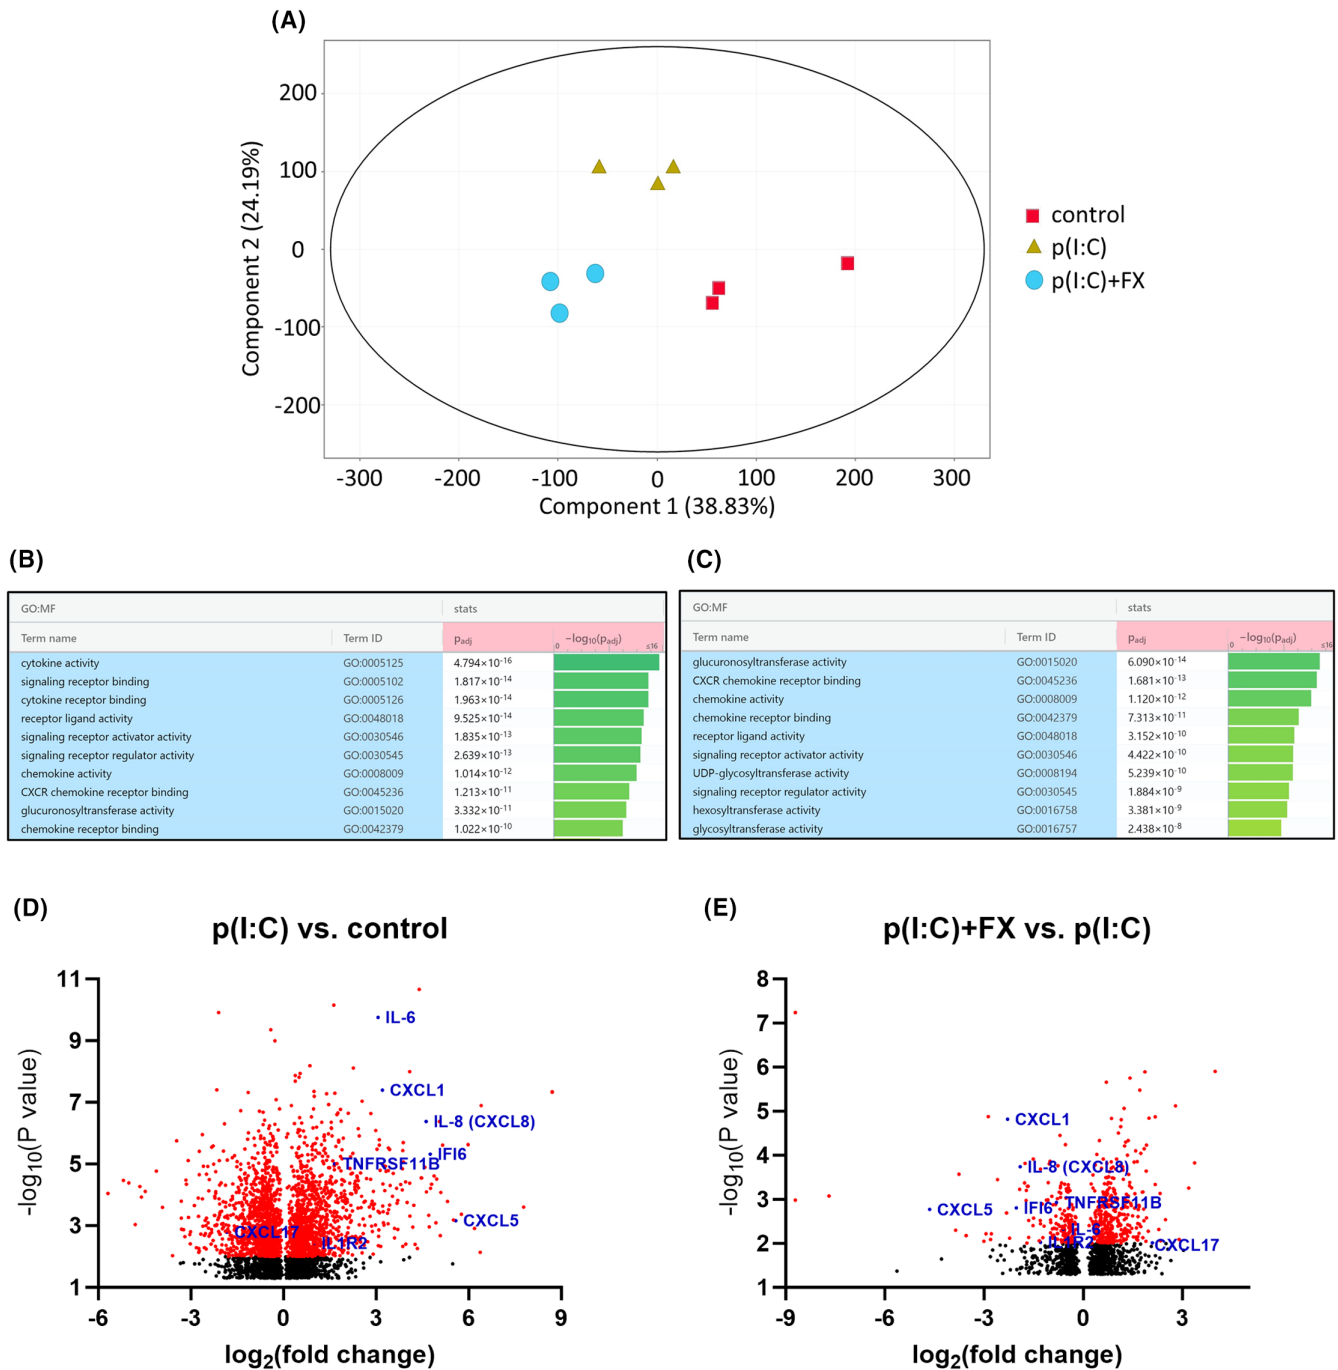 (A)
200
100
0
-100
-200
Component 2 (24.19%)
-300 -200 -100 0 100 200 300
Component 1 (38.83%)
control
p(I:C)
p(I:C)+FX
(B)
GO:MF stats
Term name Term ID padj −log10(padj)
0 ≤16
cytokine activity GO:0005125 4.794×10-16
signaling receptor binding GO:0005102 1.817×10-14
cytokine receptor binding GO:0005126 1.963×10-14
receptor ligand activity GO:0048018 9.525×10-14
signaling receptor activator activity GO:0030546 1.835×10-13
signaling receptor regulator activity GO:0030545 2.639×10-13
chemokine activity GO:0008009 1.014×10-12
CXCR chemokine receptor binding GO:0045236 1.213×10-11
glucuronosyltransferase activity GO:0015020 3.332×10-11
chemokine receptor binding GO:0042379 1.022×10-10
(C)
GO:MF stats
Term name Term ID padj −log10(padj)
0 ≤16
glucuronosyltransferase activity GO:0015020 6.090×10-14
CXCR chemokine receptor binding GO:0045236 1.681×10-13
chemokine activity GO:0008009 1.120×10-12
chemokine receptor binding GO:0042379 7.313×10-11
receptor ligand activity GO:0048018 3.152×10-10
signaling receptor activator activity GO:0030546 4.422×10-10
UDP-glycosyltransferase activity GO:0008194 5.239×10-10
signaling receptor regulator activity GO:0030545 1.884×10-9
hexosyltransferase activity GO:0016758 3.381×10-9
glycosyltransferase activity GO:0016757 2.438×10-8
(D)
p(I:C) vs. control
11
9
7
5
3
1
-log10(P value)
IL-6
CXCL1
IL-8 (CXCL8)
IFI6
TNFRSF11B
CXCL5
CXCL17
IL1R2
-6 -3 0 3 6 9
log2(fold change)
(E)
p(I:C)+FX vs. p(I:C)
8
7
6
5
4
3
2
1
-log10(P value)
CXCL1
IL-8 (CXCL8)
TNFRSF11B
CXCL5
IFI6
IL-6
IL1R2
CXCL17
-9 -6 -3 0 3
log2(fold change)